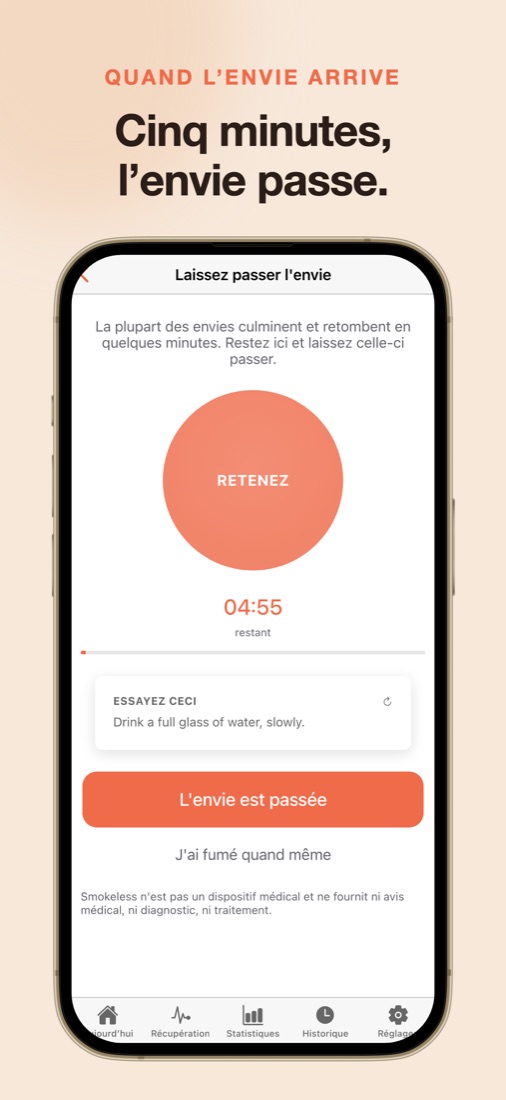 QUAND L’ENVIE ARRIVE
Cinq minutes,
l’envie passe.
Laissez passer l'envie
La plupart des envies culminent et retombent en
quelques minutes. Restez ici et laissez celle-ci
passer.
RETENEZ
04:55
restant
ESSAYEZ CECI
Drink a full glass of water, slowly.
L'envie est passée
J'ai fumé quand même
Smokeless n'est pas un dispositif médical et ne fournit ni avis
médical, ni diagnostic, ni traitement.
Récupération Statistiques Historique